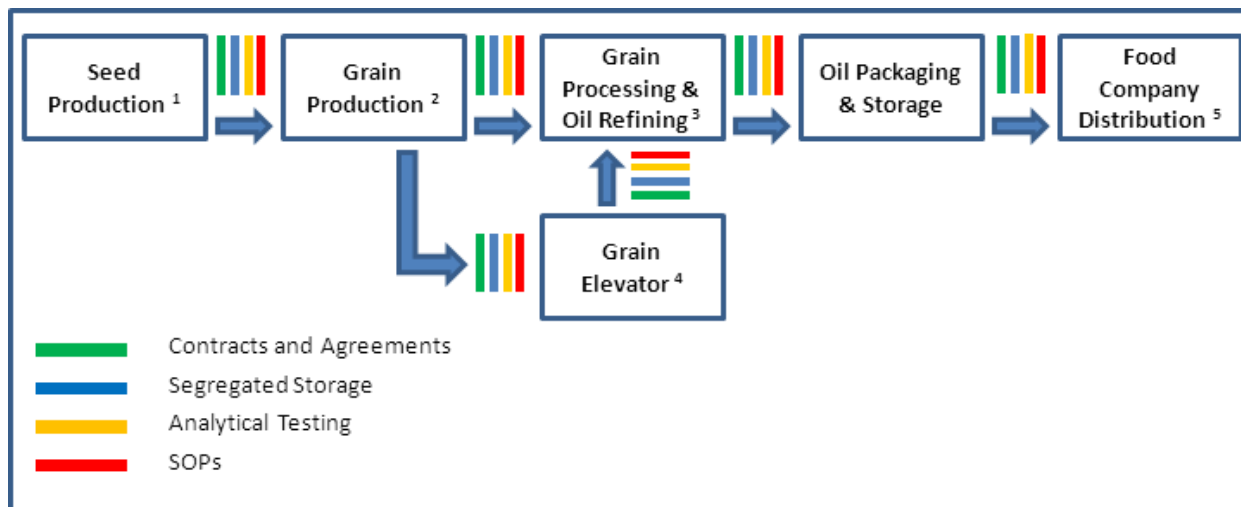 Seed
Production 1
Grain
Production 2
Grain
Processing &
Oil Refining 3
Oil Packaging
& Storage
Food
Company
Distribution 5
Grain
Elevator 4
Contracts and Agreements
Segregated Storage
Analytical Testing
SOPs